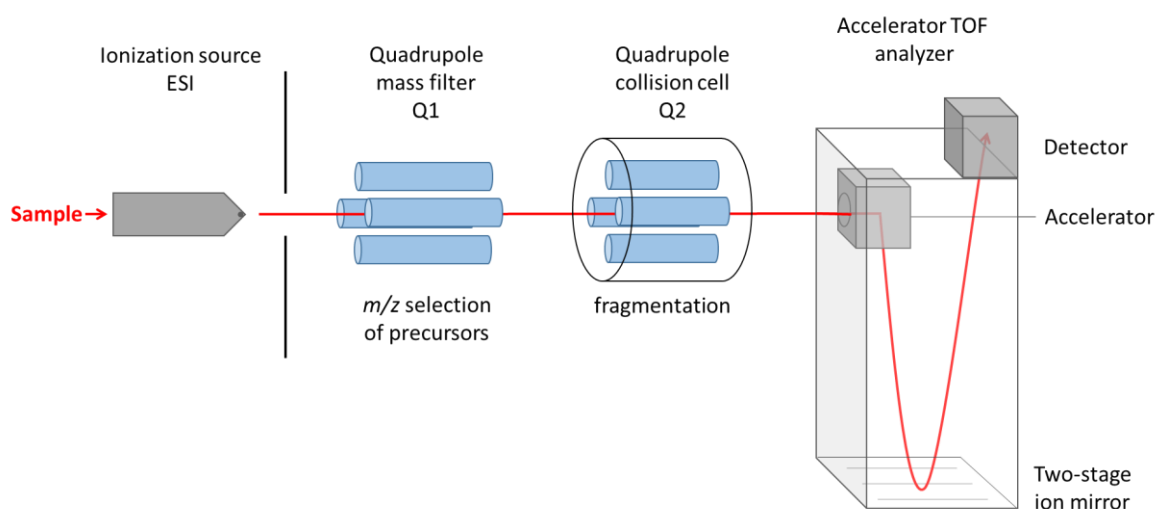 Ionization source
ESI
Quadrupole
mass filter
Q1
Quadrupole
collision cell
Q2
Accelerator TOF
analyzer
Sample
m/z selection
of precursors
fragmentation
Detector
Accelerator
Two-stage
ion mirror